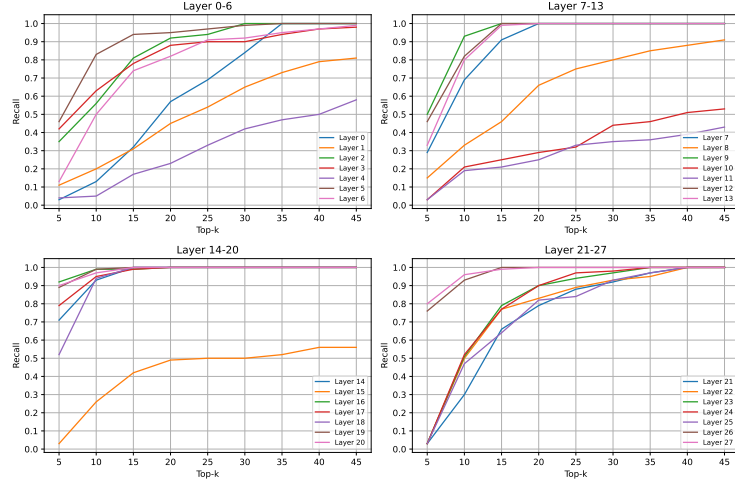 Layer 0-6
Recall
1.0
0.9
0.8
0.7
0.6
0.5
0.4
0.3
0.2
0.1
0.0
5 10 15 20 25 30 35 40 45
Top-k
Layer 0
Layer 1
Layer 2
Layer 3
Layer 4
Layer 5
Layer 6
Layer 7-13
Recall
1.0
0.9
0.8
0.7
0.6
0.5
0.4
0.3
0.2
0.1
0.0
5 10 15 20 25 30 35 40 45
Top-k
Layer 7
Layer 8
Layer 9
Layer 10
Layer 11
Layer 12
Layer 13
Layer 14-20
Recall
1.0
0.9
0.8
0.7
0.6
0.5
0.4
0.3
0.2
0.1
0.0
5 10 15 20 25 30 35 40 45
Top-k
Layer 14
Layer 15
Layer 16
Layer 17
Layer 18
Layer 19
Layer 20
Layer 21-27
Recall
1.0
0.9
0.8
0.7
0.6
0.5
0.4
0.3
0.2
0.1
0.0
5 10 15 20 25 30 35 40 45
Top-k
Layer 21
Layer 22
Layer 23
Layer 24
Layer 25
Layer 26
Layer 27